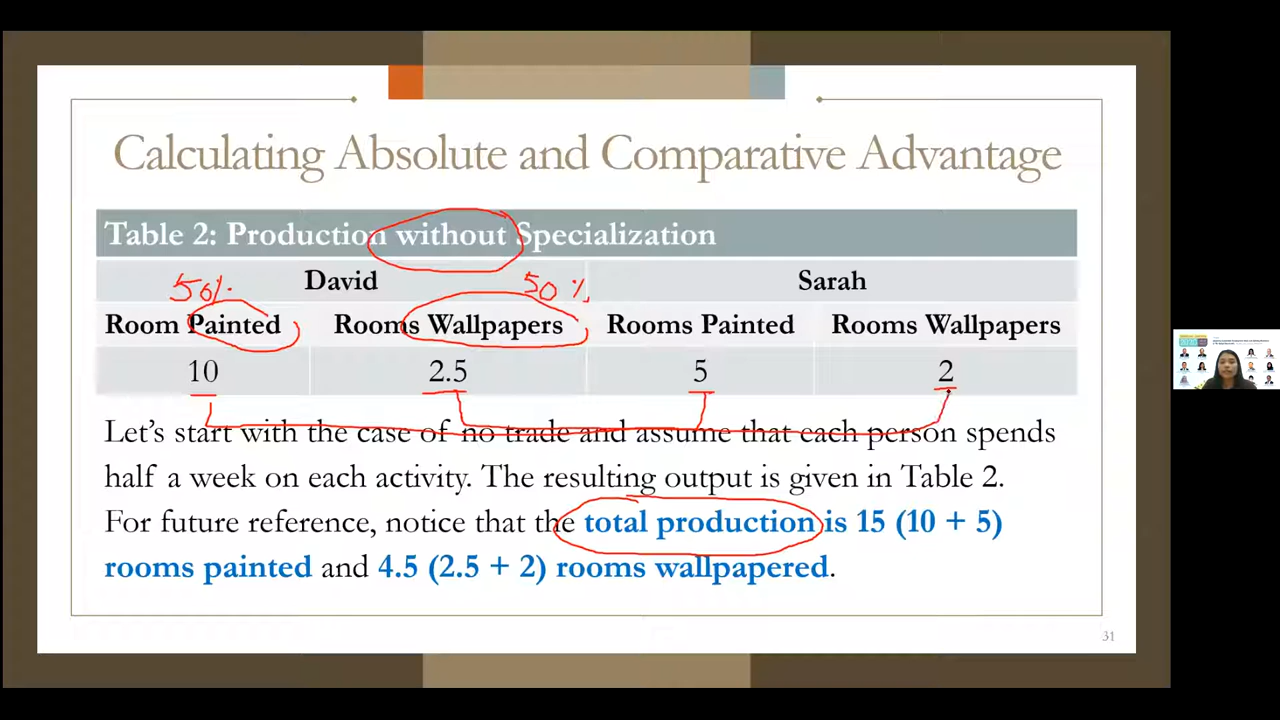 Calculating Absolute and Comparative Advantage
Table 2: Production without Specialization
David Sarah
50% 50 %
Room Painted Rooms Wallpapers Rooms Painted Rooms Wallpapers
10 2.5 5 2
Let's start with the case of no trade and assume that each person spends
half a week on each activity. The resulting output is given in Table 2.
For future reference, notice that the total production is 15 (10 + 5)
rooms painted and 4.5 (2.5 + 2) rooms wallpapered.
31